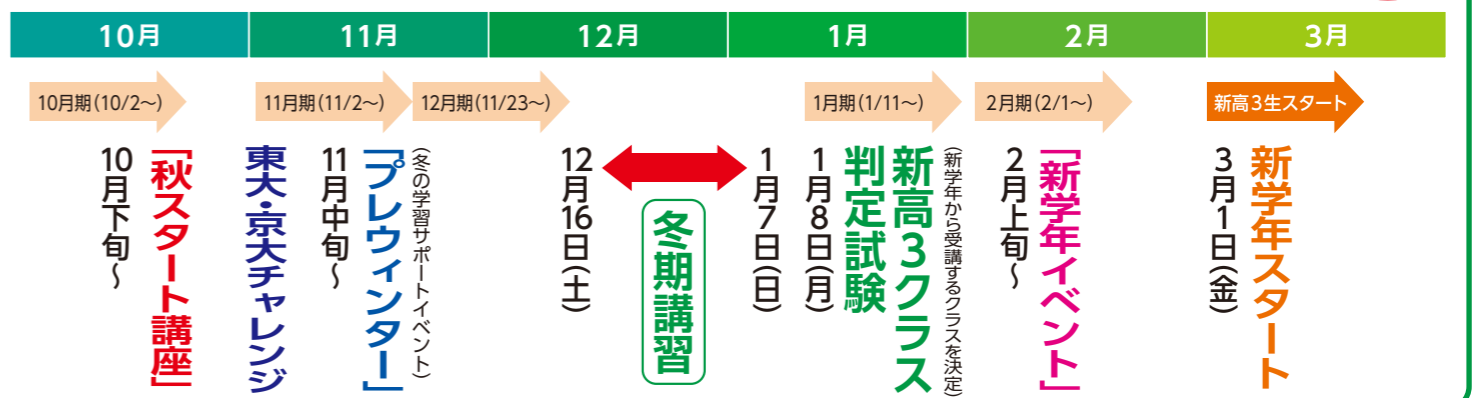 10月
11月
12月
1月
2月
3月
10月期(10/2～)
11月期(11/2～)
12月期(11/23～)
1月期(1/11～)
2月期(2/1～)
新高3生スタート
10月下旬～
「秋スタート講座」
東大・京大チャレンジ
11月中旬～
「プレウィンター」
(冬の学習サポートイベント)
12月16日(土)
冬期講習
1月7日(日)
1月8日(月)
新高3クラス
判定試験
(新学年から受講するクラスを決定)
2月上旬～
「新学年イベント」
3月1日(金)
新学年スタート